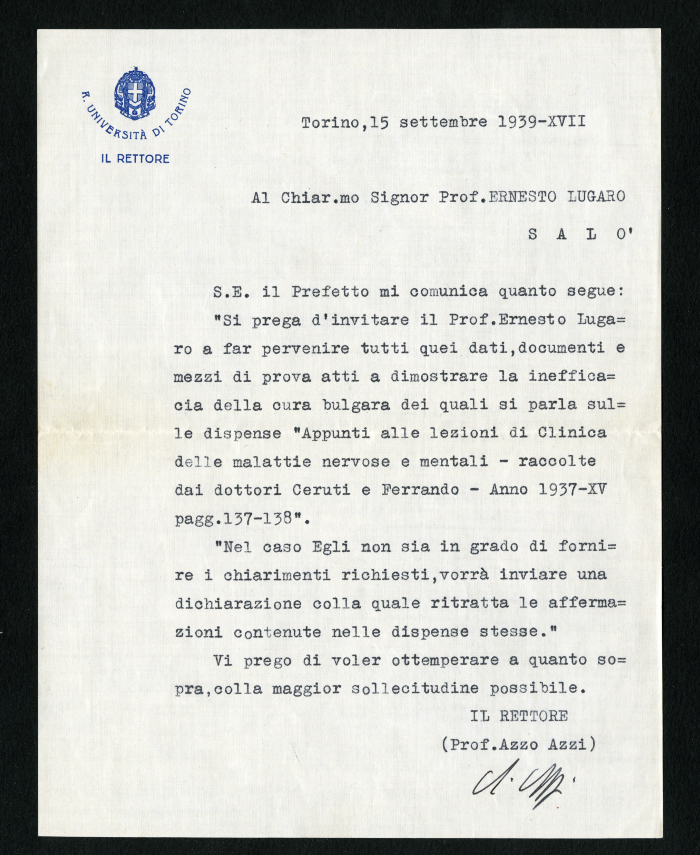 R. UNIVERSITÀ DI TORINO
IL RETTORE
Torino,15 settembre 1939-XVII
Al Chiar.mo Signor Prof.ERNESTO LUGARO
S A L O'
S.E. il Prefetto mi comunica quanto segue:
"Si prega d'invitare il Prof.Ernesto Luga=
ro a far pervenire tutti quei dati,documenti e
mezzi di prova atti a dimostrare la ineffica=
cia della cura bulgara dei quali si parla sul=
le dispense "Appunti alle lezioni di Clinica
delle malattie nervose e mentali - raccolte
dai dottori Ceruti e Ferrando - Anno 1937-XV
pagg.137-138".
"Nel caso Egli non sia in grado di forni=
re i chiarimenti richiesti,vorrà inviare una
dichiarazione colla quale ritratta le afferma=
zioni contenute nelle dispense stesse."
Vi prego di voler ottemperare a quanto so=
pra,colla maggior sollecitudine possibile.
IL RETTORE
(Prof.Azzo Azzi)
A. Azzi